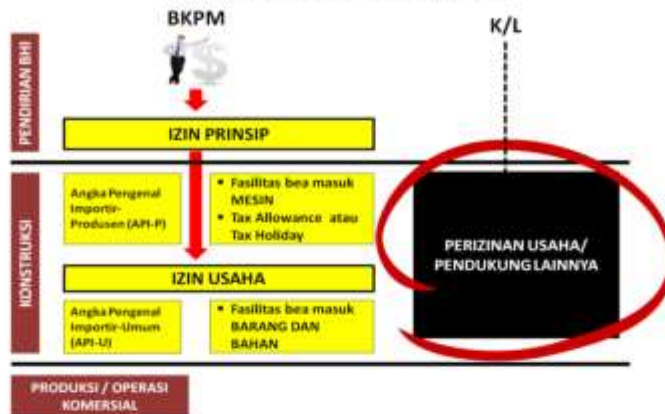 BKPM
K/L
PENDIRIAN BHI
IZIN PRINSIP
KONSTRUKSI
Angka Pengenal
Importir-
Produsen (API-P)
▪ Fasilitas bea masuk
MESIN
▪ Tax Allowance atau
Tax Holiday
PERIZINAN USAHA/
PENDUKUNG LAINNYA
IZIN USAHA
Angka Pengenal
Importir-Umum
(API-U)
▪ Fasilitas bea masuk
BARANG DAN
BAHAN
PRODUKSI / OPERASI
KOMERSIAL